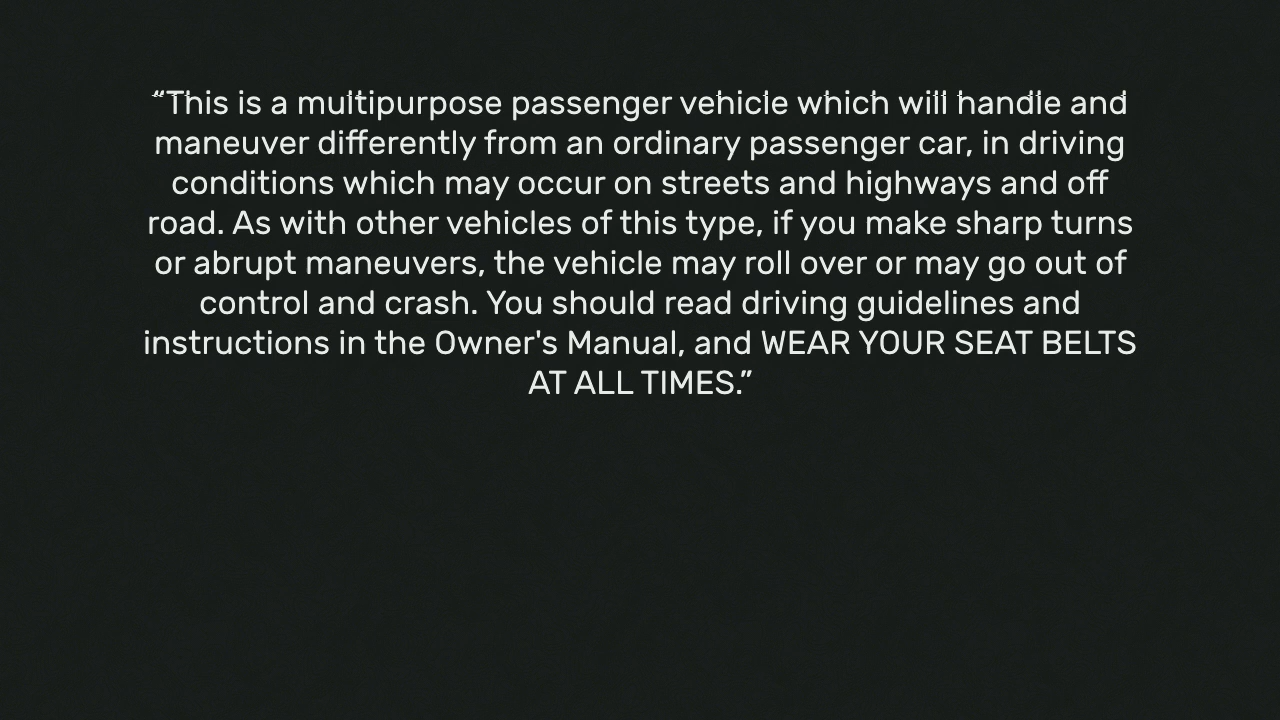 “This is a multipurpose passenger vehicle which will handle and
maneuver differently from an ordinary passenger car, in driving
conditions which may occur on streets and highways and off
road. As with other vehicles of this type, if you make sharp turns
or abrupt maneuvers, the vehicle may roll over or may go out of
control and crash. You should read driving guidelines and
instructions in the Owner's Manual, and WEAR YOUR SEAT BELTS
AT ALL TIMES.”